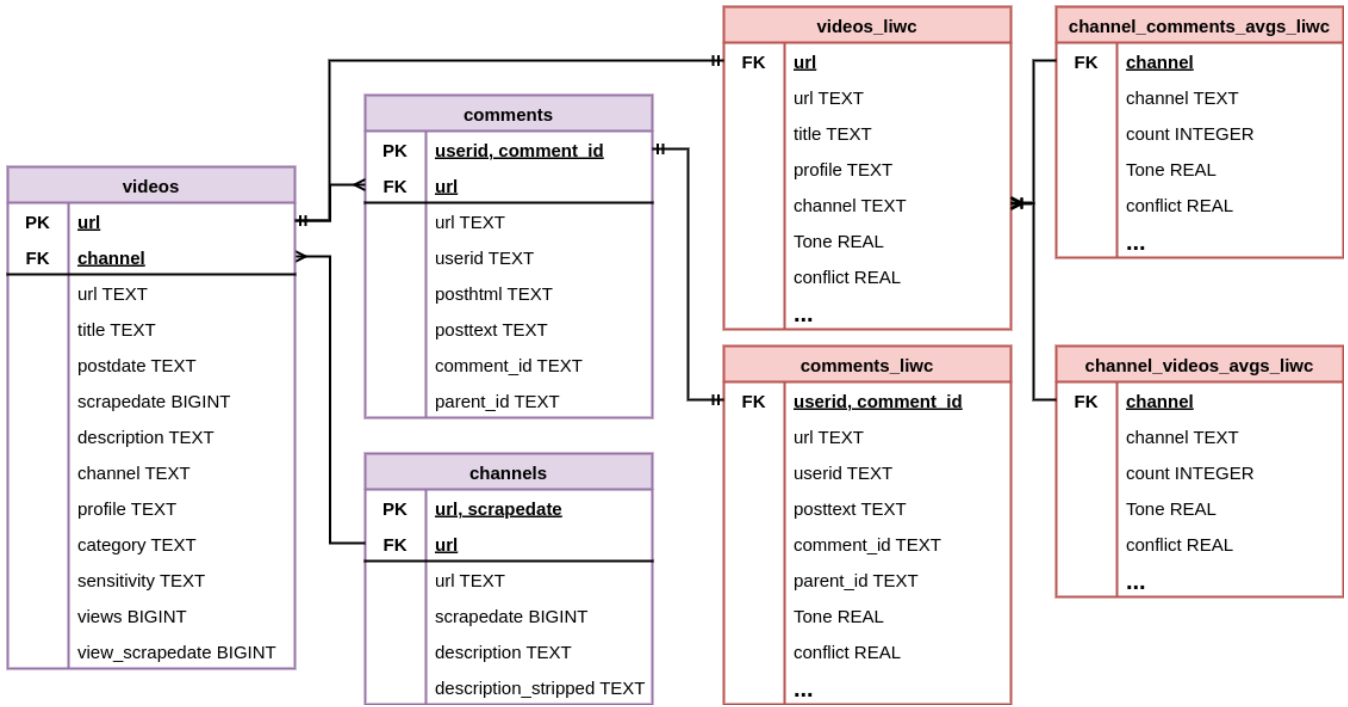 videos
PK url
FK channel
url TEXT
title TEXT
postdate TEXT
scrapedate BIGINT
description TEXT
channel TEXT
profile TEXT
category TEXT
sensitivity TEXT
views BIGINT
view_scrapedate BIGINT
comments
PK userid, comment_id
FK url
url TEXT
userid TEXT
posthtml TEXT
posttext TEXT
comment_id TEXT
parent_id TEXT
channels
PK url, scrapedate
FK url
url TEXT
scrapedate BIGINT
description TEXT
description_stripped TEXT
videos_liwc
FK url
url TEXT
title TEXT
profile TEXT
channel TEXT
Tone REAL
conflict REAL
...
comments_liwc
FK userid, comment_id
url TEXT
userid TEXT
posttext TEXT
comment_id TEXT
parent_id TEXT
Tone REAL
conflict REAL
...
channel_comments_avgs_liwc
FK channel
channel TEXT
count INTEGER
Tone REAL
conflict REAL
...
channel_videos_avgs_liwc
FK channel
channel TEXT
count INTEGER
Tone REAL
conflict REAL
...